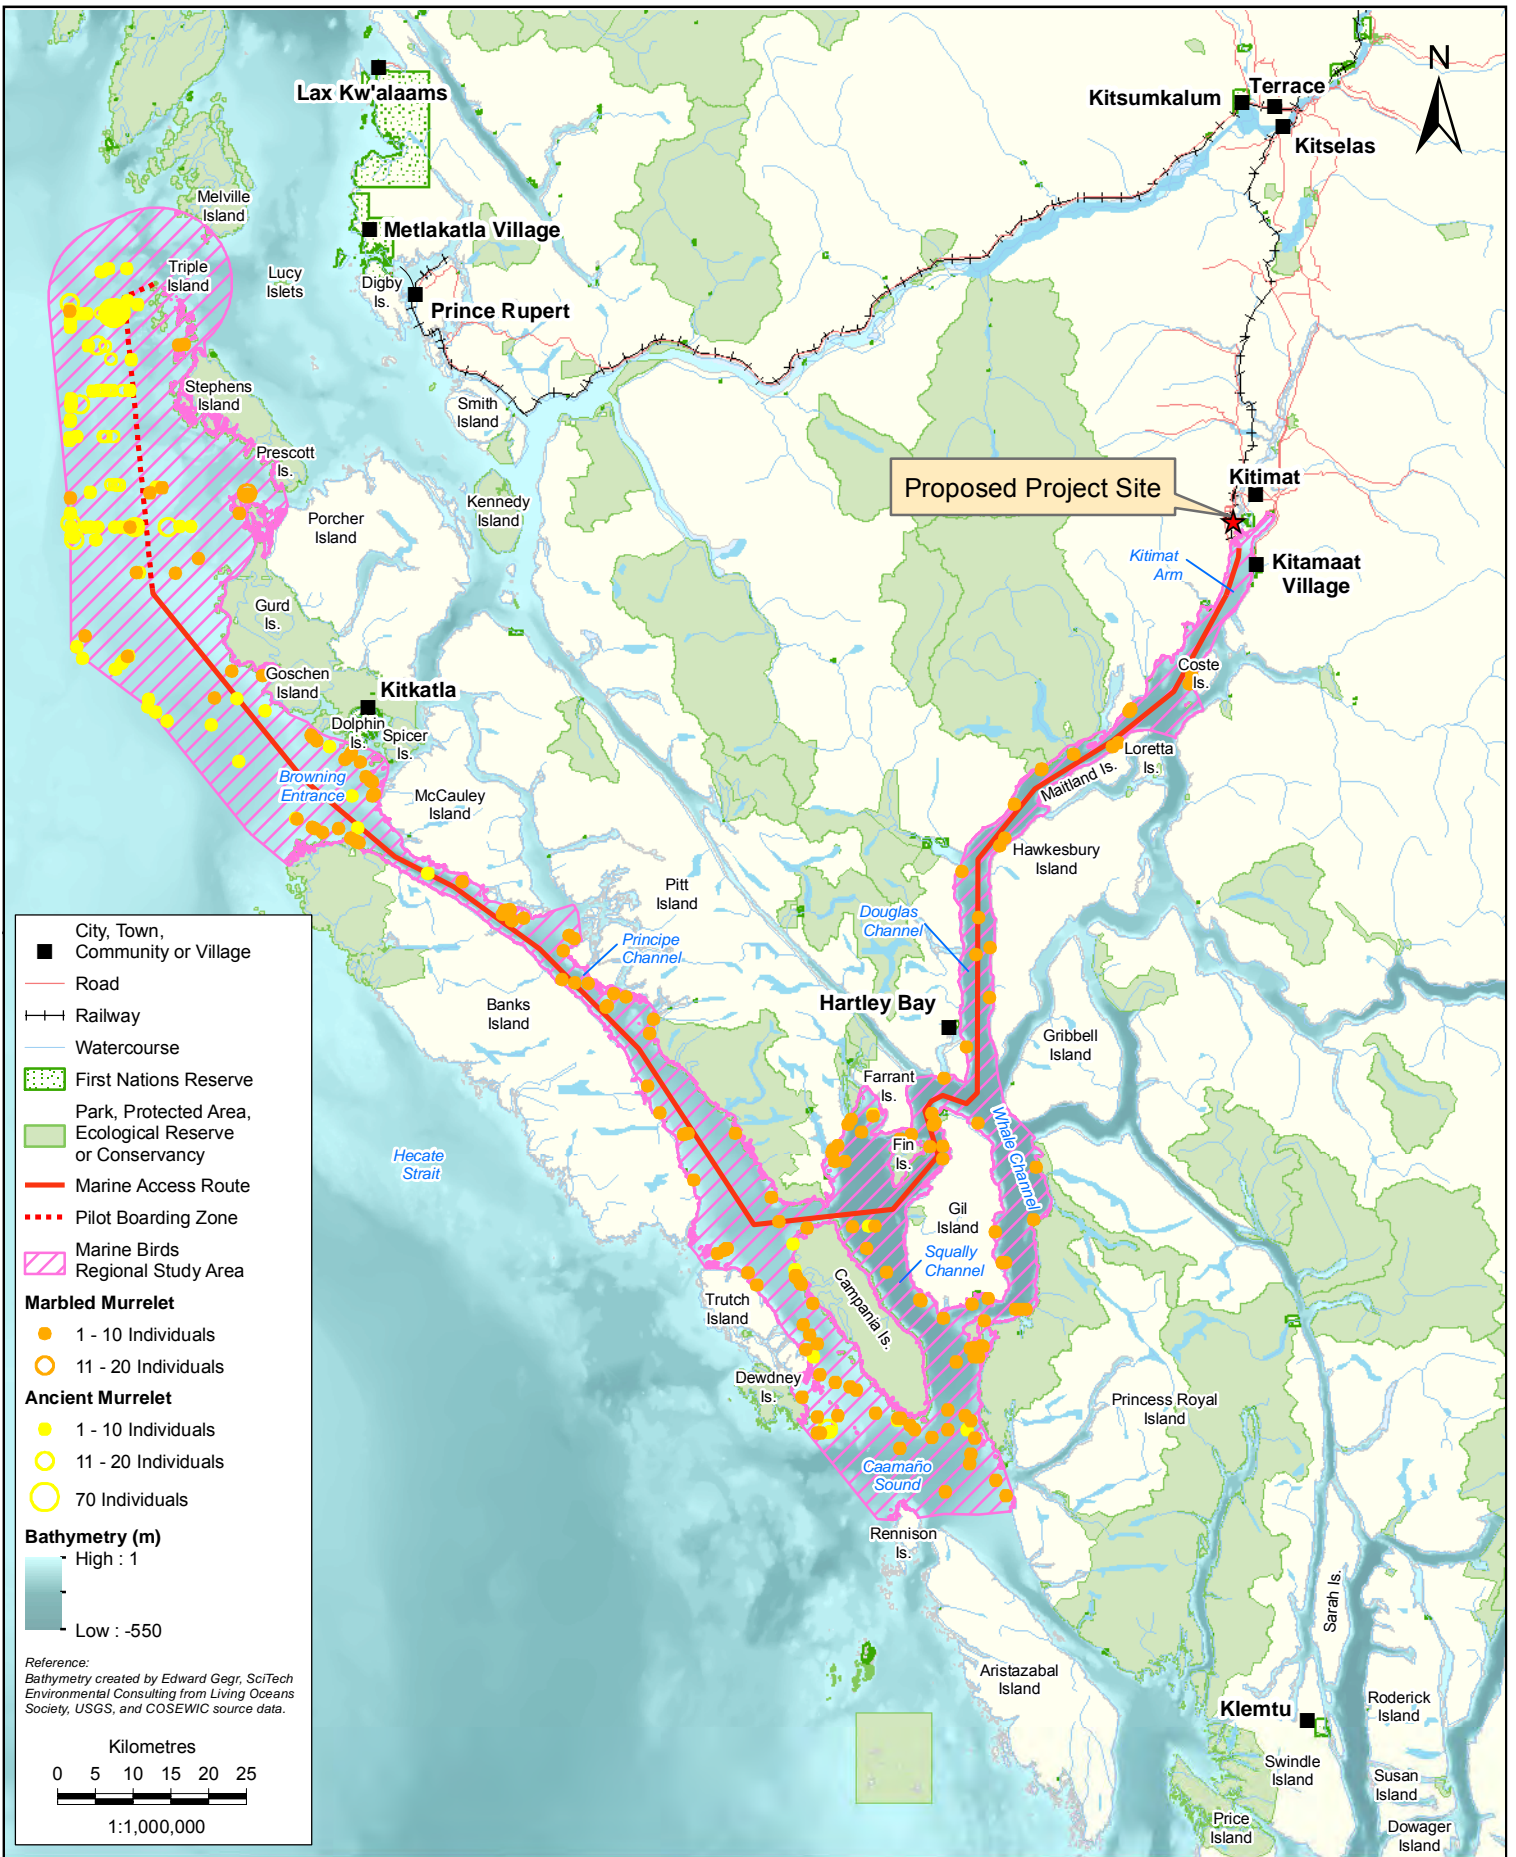 N
Lax Kw'alaams
Kitsumkalum
Terrace
Kitselas
Melville
Island
Metlakatla Village
Triple
Island
Lucy
Islets
Digby
Is.
Prince Rupert
Stephens
Island
Smith
Island
Prescott
Is.
Kennedy
Island
Porcher
Island
Proposed Project Site
Kitimat
Kitimat
Arm
Kitamaat
Village
Gurd
Is.
Goschen
Island
Kitkatla
Dolphin
Is.
Spicer
Is.
Coste
Is.
Browning
Entrance
McCauley
Island
Loretta
Is.
Maitland Is.
Hawkesbury
Island
Pitt
Island
Douglas
Channel
Principe
Channel
Banks
Island
Hartley Bay
Gribbell
Island
Farrant
Is.
Whale Channel
Fin
Is.
Hecate
Strait
Gil
Island
Squally
Channel
Campania Is.
Trutch
Island
Dewdney
Is.
Princess Royal
Island
Caamaño
Sound
Rennison
Is.
Sarah Is.
Aristazabal
Island
Klemtu
Roderick
Island
Swindle
Island
Susan
Island
Price
Island
Dowager
Island
City, Town,
Community or Village
Road
Railway
Watercourse
First Nations Reserve
Park, Protected Area,
Ecological Reserve
or Conservancy
Marine Access Route
Pilot Boarding Zone
Marine Birds
Regional Study Area
Marbled Murrelet
1 - 10 Individuals
11 - 20 Individuals
Ancient Murrelet
1 - 10 Individuals
11 - 20 Individuals
70 Individuals
Bathymetry (m)
High : 1
Low : -550
Reference:
Bathymetry created by Edward Gegr, SciTech
Environmental Consulting from Living Oceans
Society, USGS, and COSEWIC source data.
Kilometres
0 5 10 15 20 25
1:1,000,000